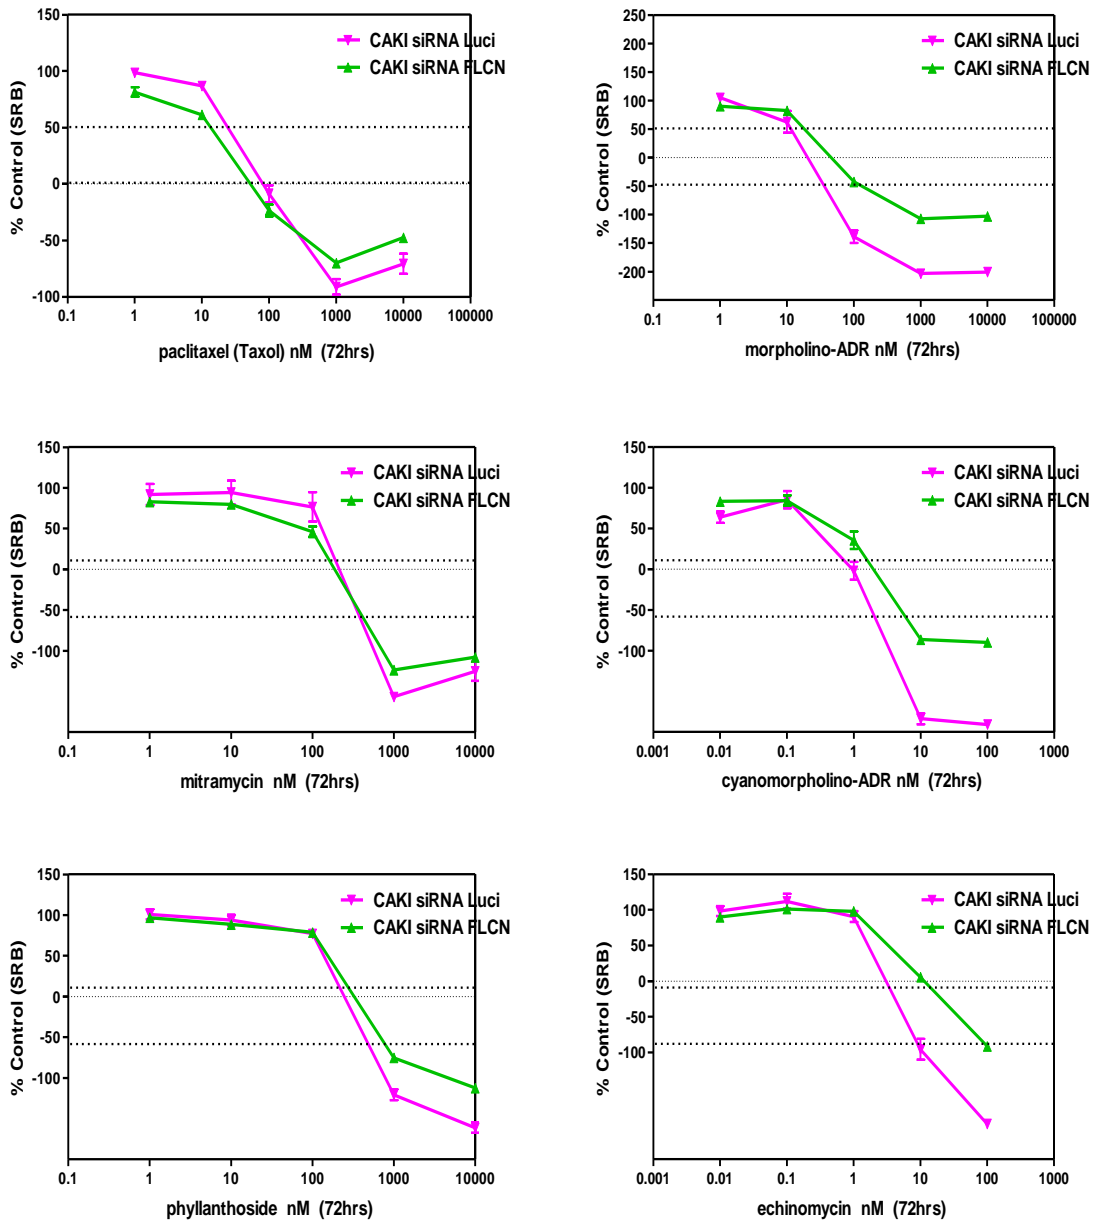 150
100
50
0
-50
-100
% Control (SRB)
CAKI siRNA Luci
CAKI siRNA FLCN
0.1 1 10 100 1000 10000 100000
paclitaxel (Taxol) nM (72hrs)
250
200
150
100
50
0
-50
-100
-150
-200
% Control (SRB)
CAKI siRNA Luci
CAKI siRNA FLCN
0.1 1 10 100 1000 10000 100000
morpholino-ADR nM (72hrs)
150
100
50
0
-50
-100
% Control (SRB)
CAKI siRNA Luci
CAKI siRNA FLCN
0.1 1 10 100 1000 10000
mitramycin nM (72hrs)
150
100
50
0
-50
-100
% Control (SRB)
CAKI siRNA Luci
CAKI siRNA FLCN
0.001 0.01 0.1 1 10 100 1000
cyanomorpholino-ADR nM (72hrs)
150
100
50
0
-50
-100
% Control (SRB)
CAKI siRNA Luci
CAKI siRNA FLCN
0.1 1 10 100 1000 10000
phyllanthoside nM (72hrs)
150
100
50
0
-50
-100
% Control (SRB)
CAKI siRNA Luci
CAKI siRNA FLCN
0.001 0.01 0.1 1 10 100 1000
echinomycin nM (72hrs)